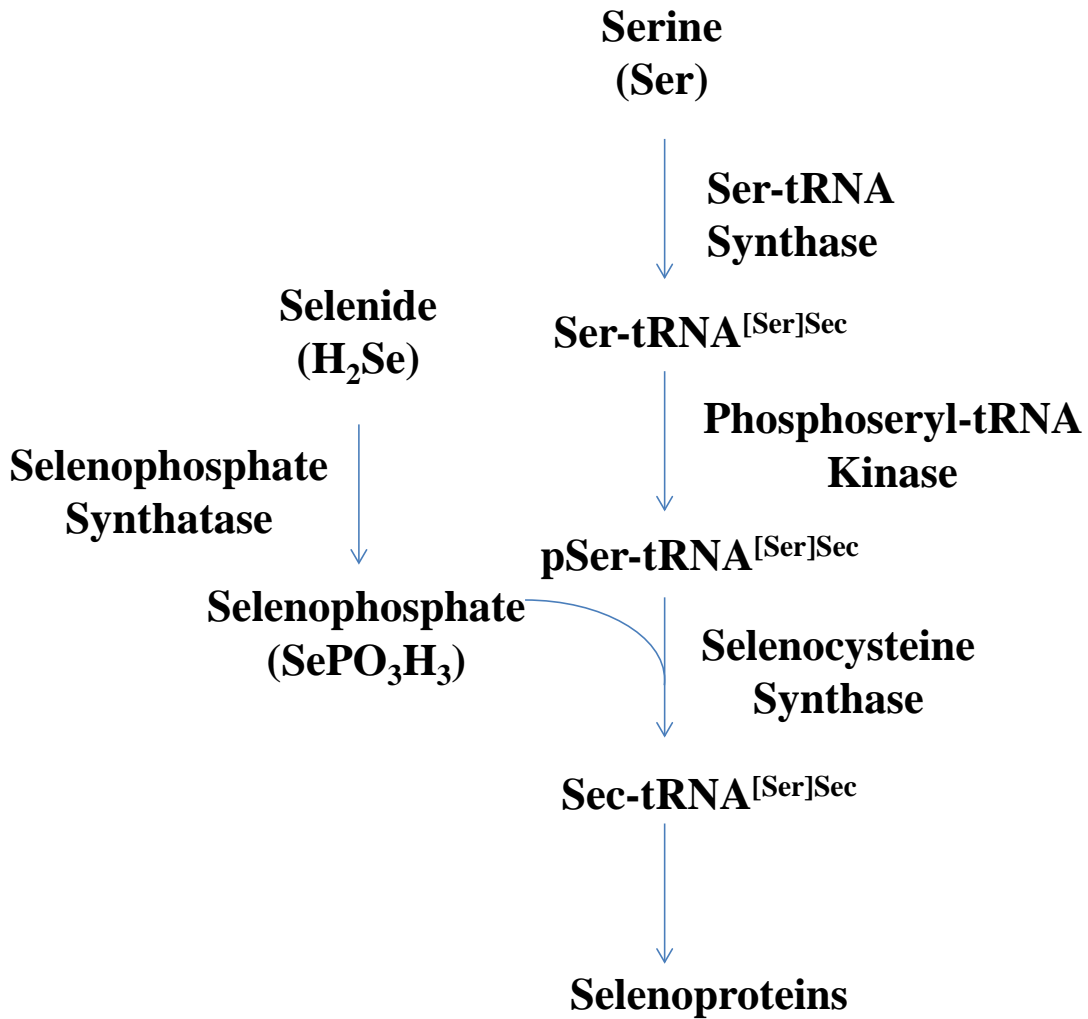 Serine
(Ser)
Ser-tRNA
Synthase
Selenide
(H₂Se)
Ser-tRNA[Ser]Sec
Phosphoseryl-tRNA
Kinase
Selenophosphate
Synthatase
pSer-tRNA[Ser]Sec
Selenophosphate
(SePO₃H₃)
Selenocysteine
Synthase
Sec-tRNA[Ser]Sec
Selenoproteins